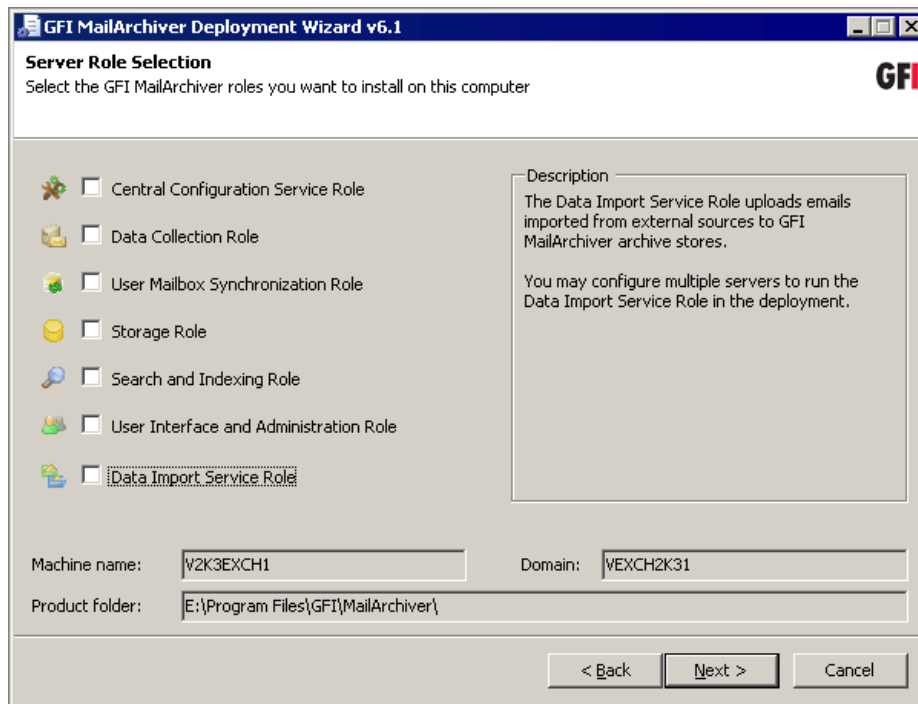 GFI MailArchiver Deployment Wizard v6.1
Server Role Selection
Select the GFI MailArchiver roles you want to install on this computer
GFI
Central Configuration Service Role
Data Collection Role
User Mailbox Synchronization Role
Storage Role
Search and Indexing Role
User Interface and Administration Role
Data Import Service Role
Description
The Data Import Service Role uploads emails
imported from external sources to GFI
MailArchiver archive stores.
You may configure multiple servers to run the
Data Import Service Role in the deployment.
Machine name: V2K3EXCH1 Domain: VEXCH2K31
Product folder: E:\Program Files\GFI\MailArchiver\
< Back Next > Cancel